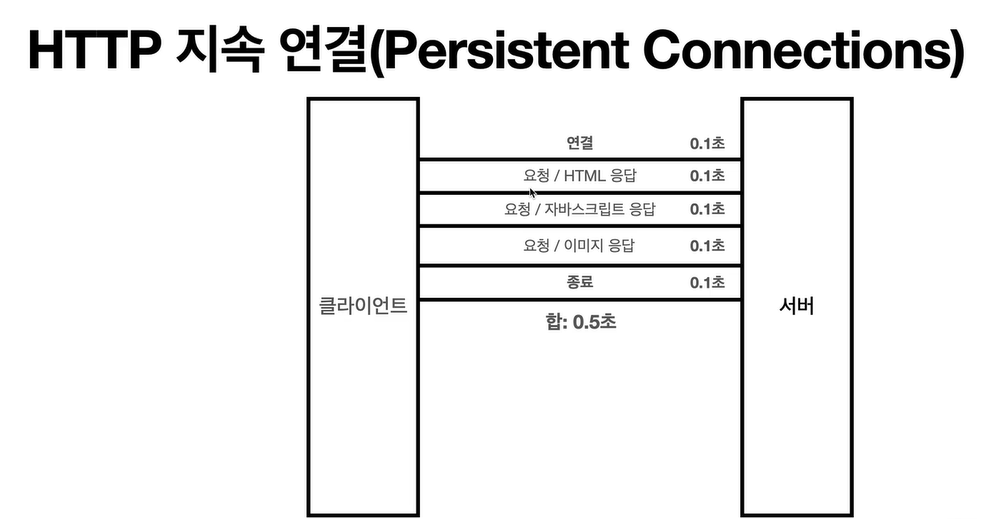 HTTP 지속 연결(Persistent Connections)
연결 0.1초
요청 / HTML 응답 0.1초
요청 / 자바스크립트 응답 0.1초
요청 / 이미지 응답 0.1초
종료 0.1초
클라이언트
서버
합: 0.5초